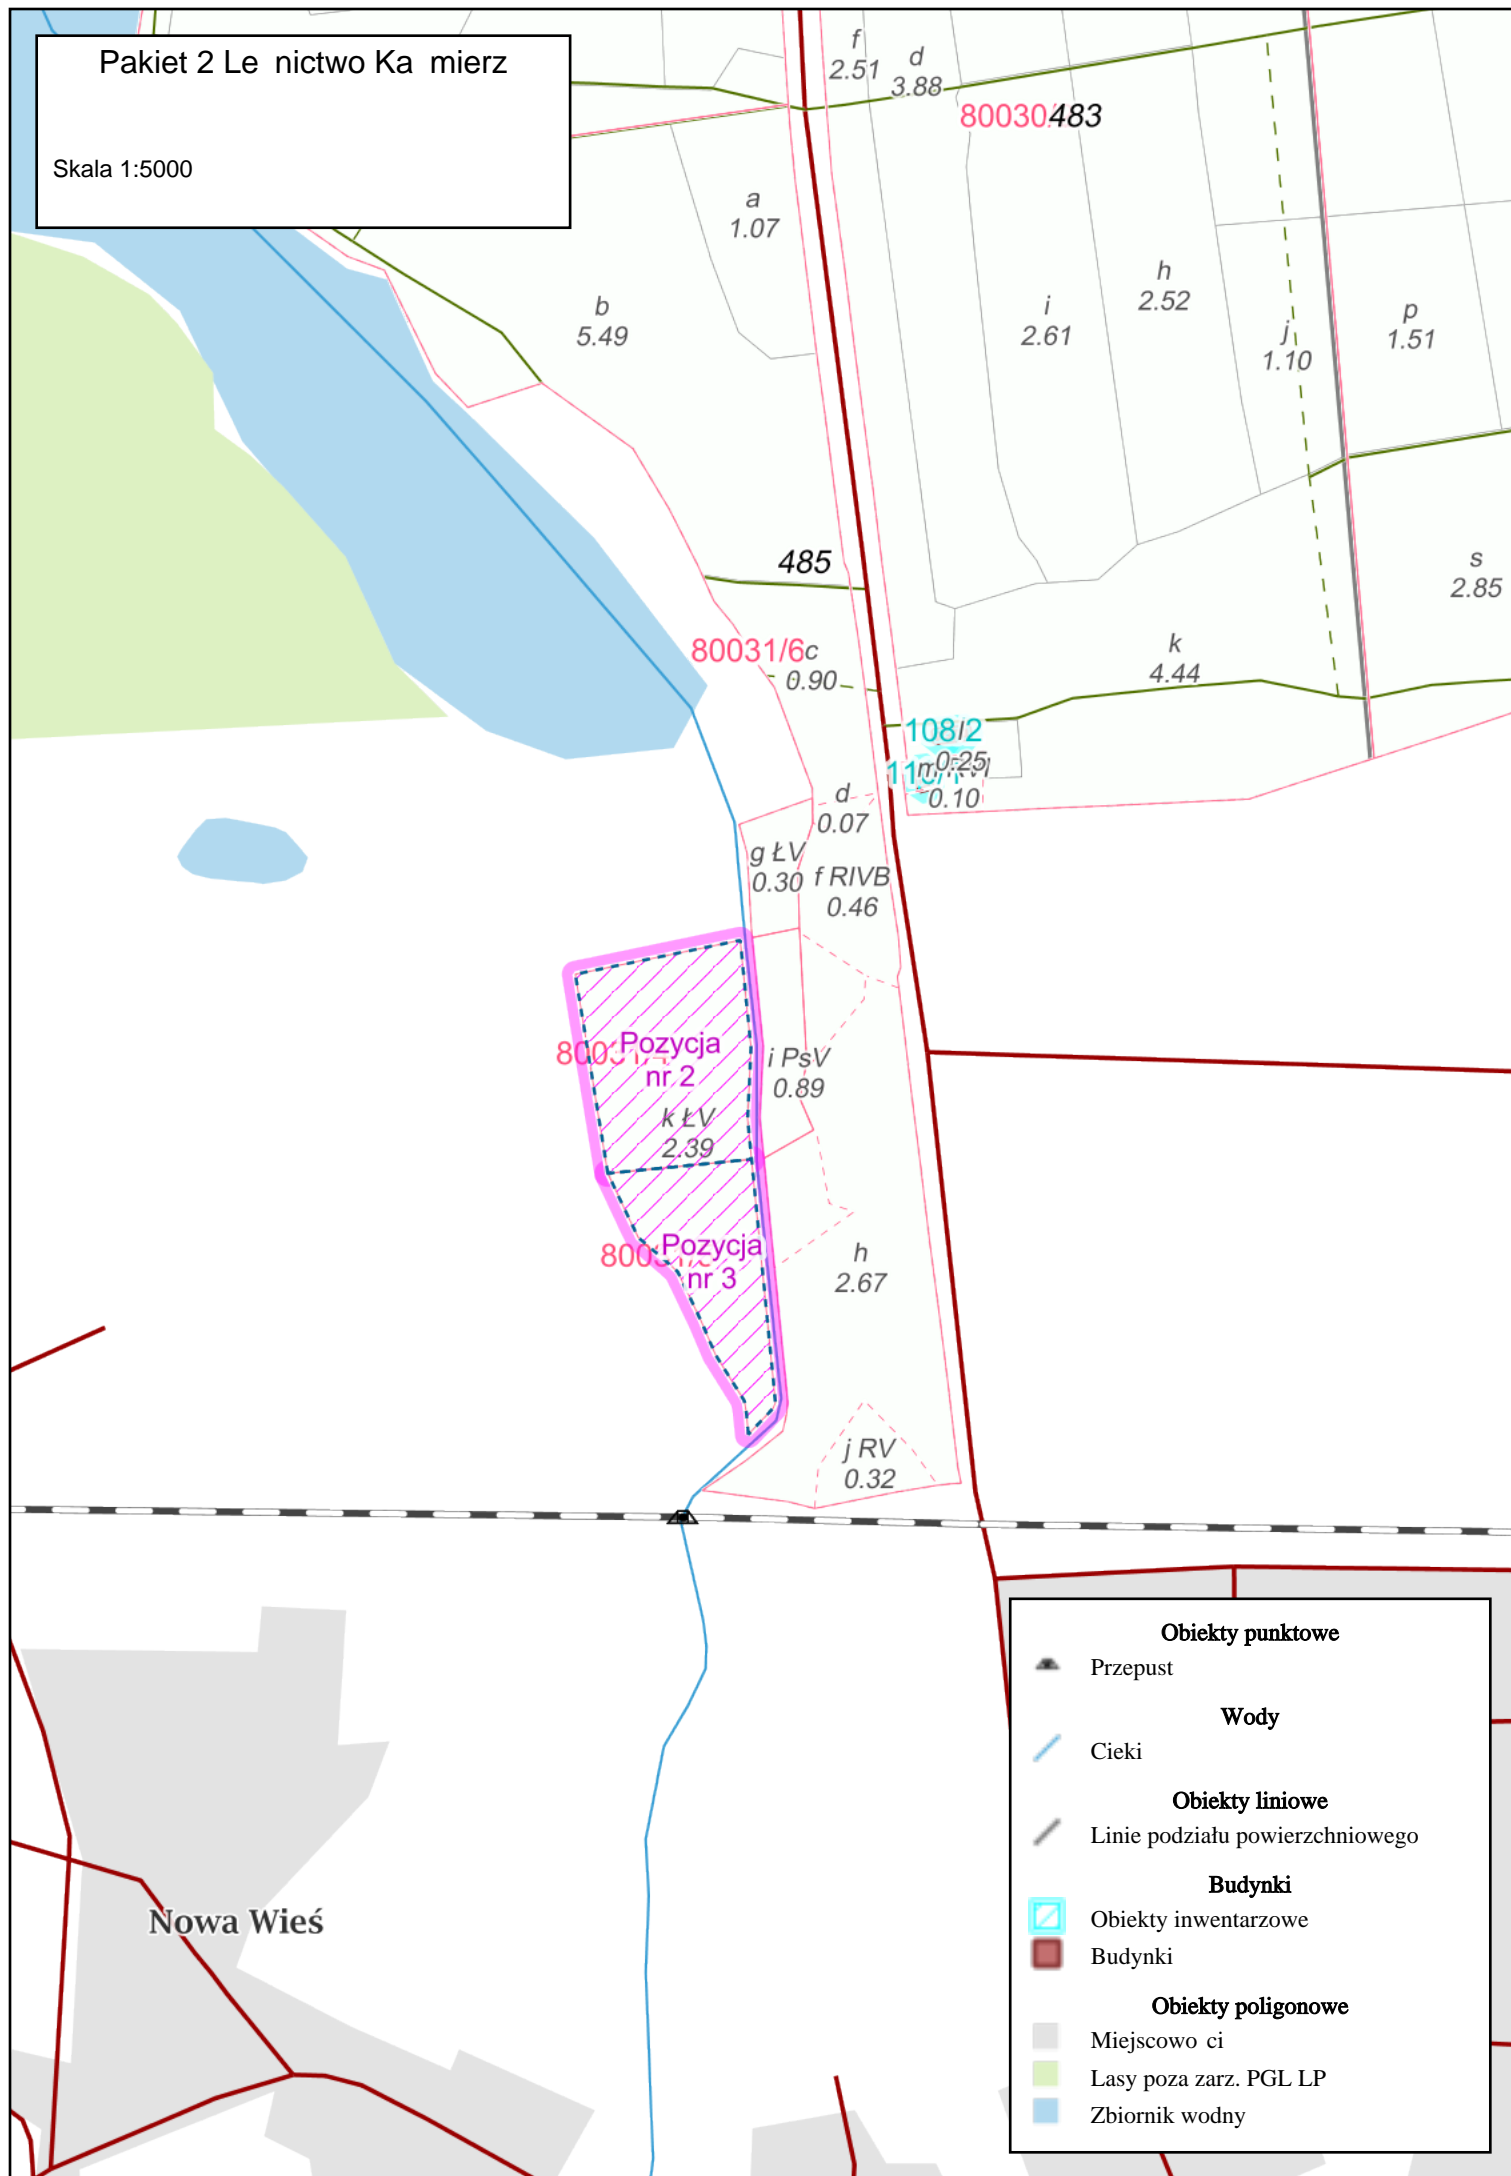 Pakiet 2 Le nictwo Ka mierz
Skala 1:5000
f
2.51
d
3.88
483
a
1.07
b
5.49
h
2.52
i
2.61
j
1.10
p
1.51
485
s
2.85
80031/6
c
0.90
k
4.44
108/2
l
0.25
0.10
d
0.07
g ŁV
0.30
f RIVB
0.46
Pozycja
nr 2
i PsV
0.89
k ŁV
2.39
Pozycja
nr 3
h
2.67
j RV
0.32
Nowa Wieś
Obiekty punktowe
Przepust
Wody
Cieki
Obiekty liniowe
Linie podziału powierzchniowego
Budynki
Obiekty inwentarzowe
Budynki
Obiekty poligonowe
Miejscowo ci
Lasy poza zarz. PGL LP
Zbiornik wodny